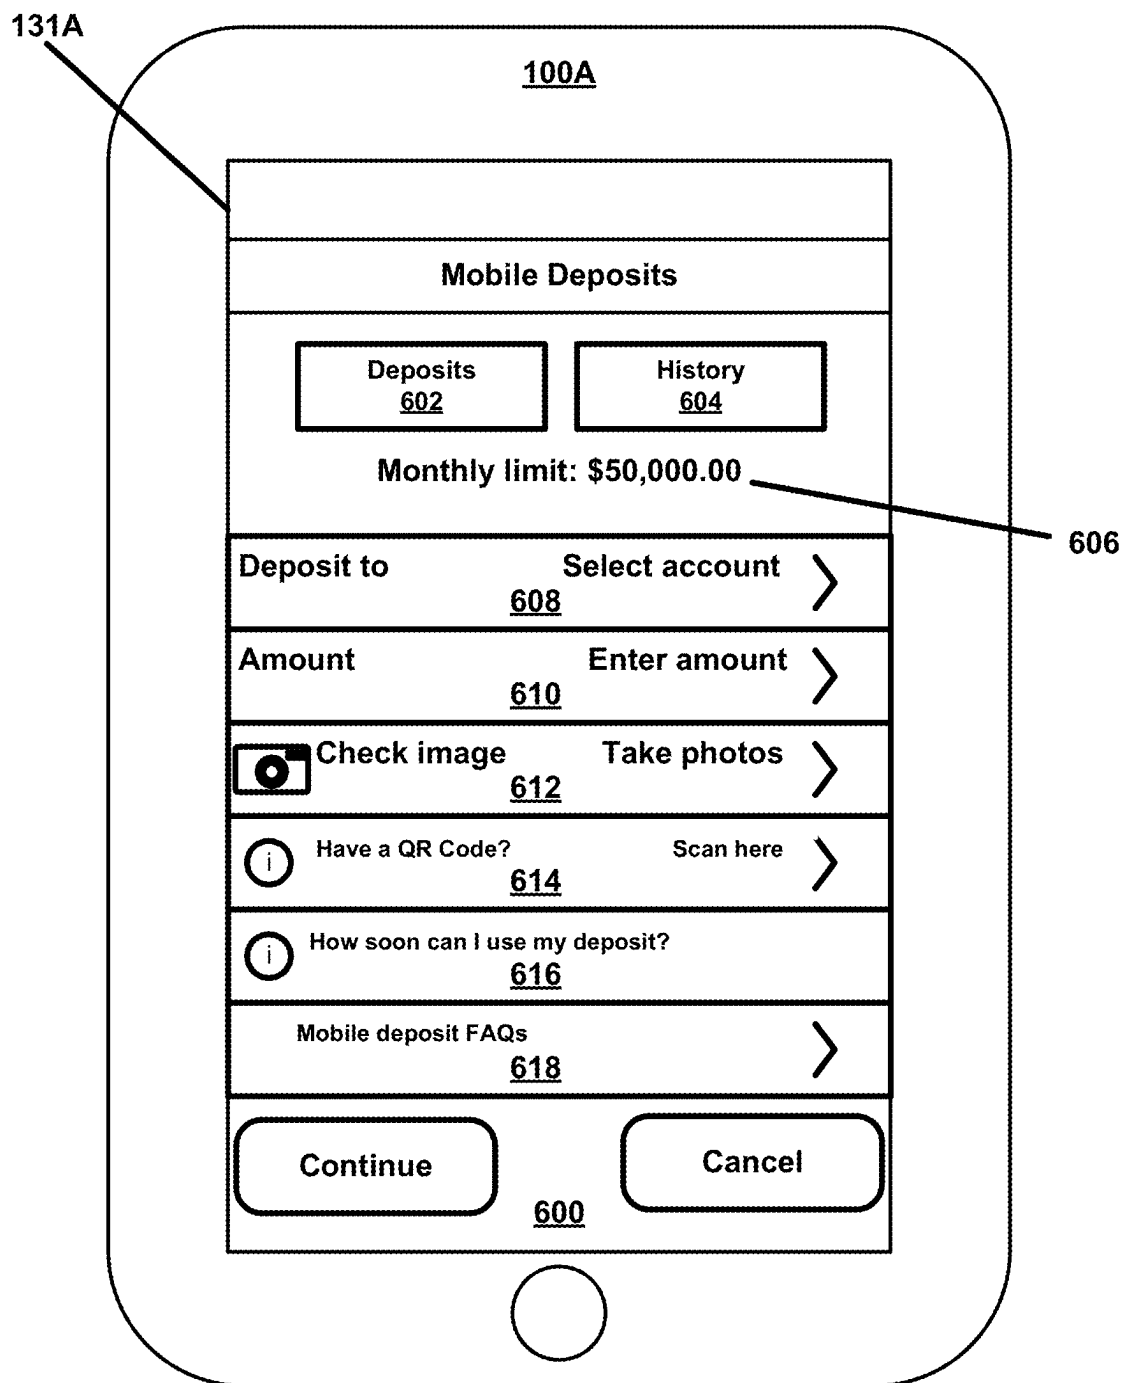 131A
100A
Mobile Deposits
Deposits
602
History
604
Monthly limit: $50,000.00
606
Deposit to Select account
608
Amount Enter amount
610
Check image Take photos
612
i Have a QR Code? Scan here
614
i How soon can I use my deposit?
616
Mobile deposit FAQs
618
Continue Cancel
600